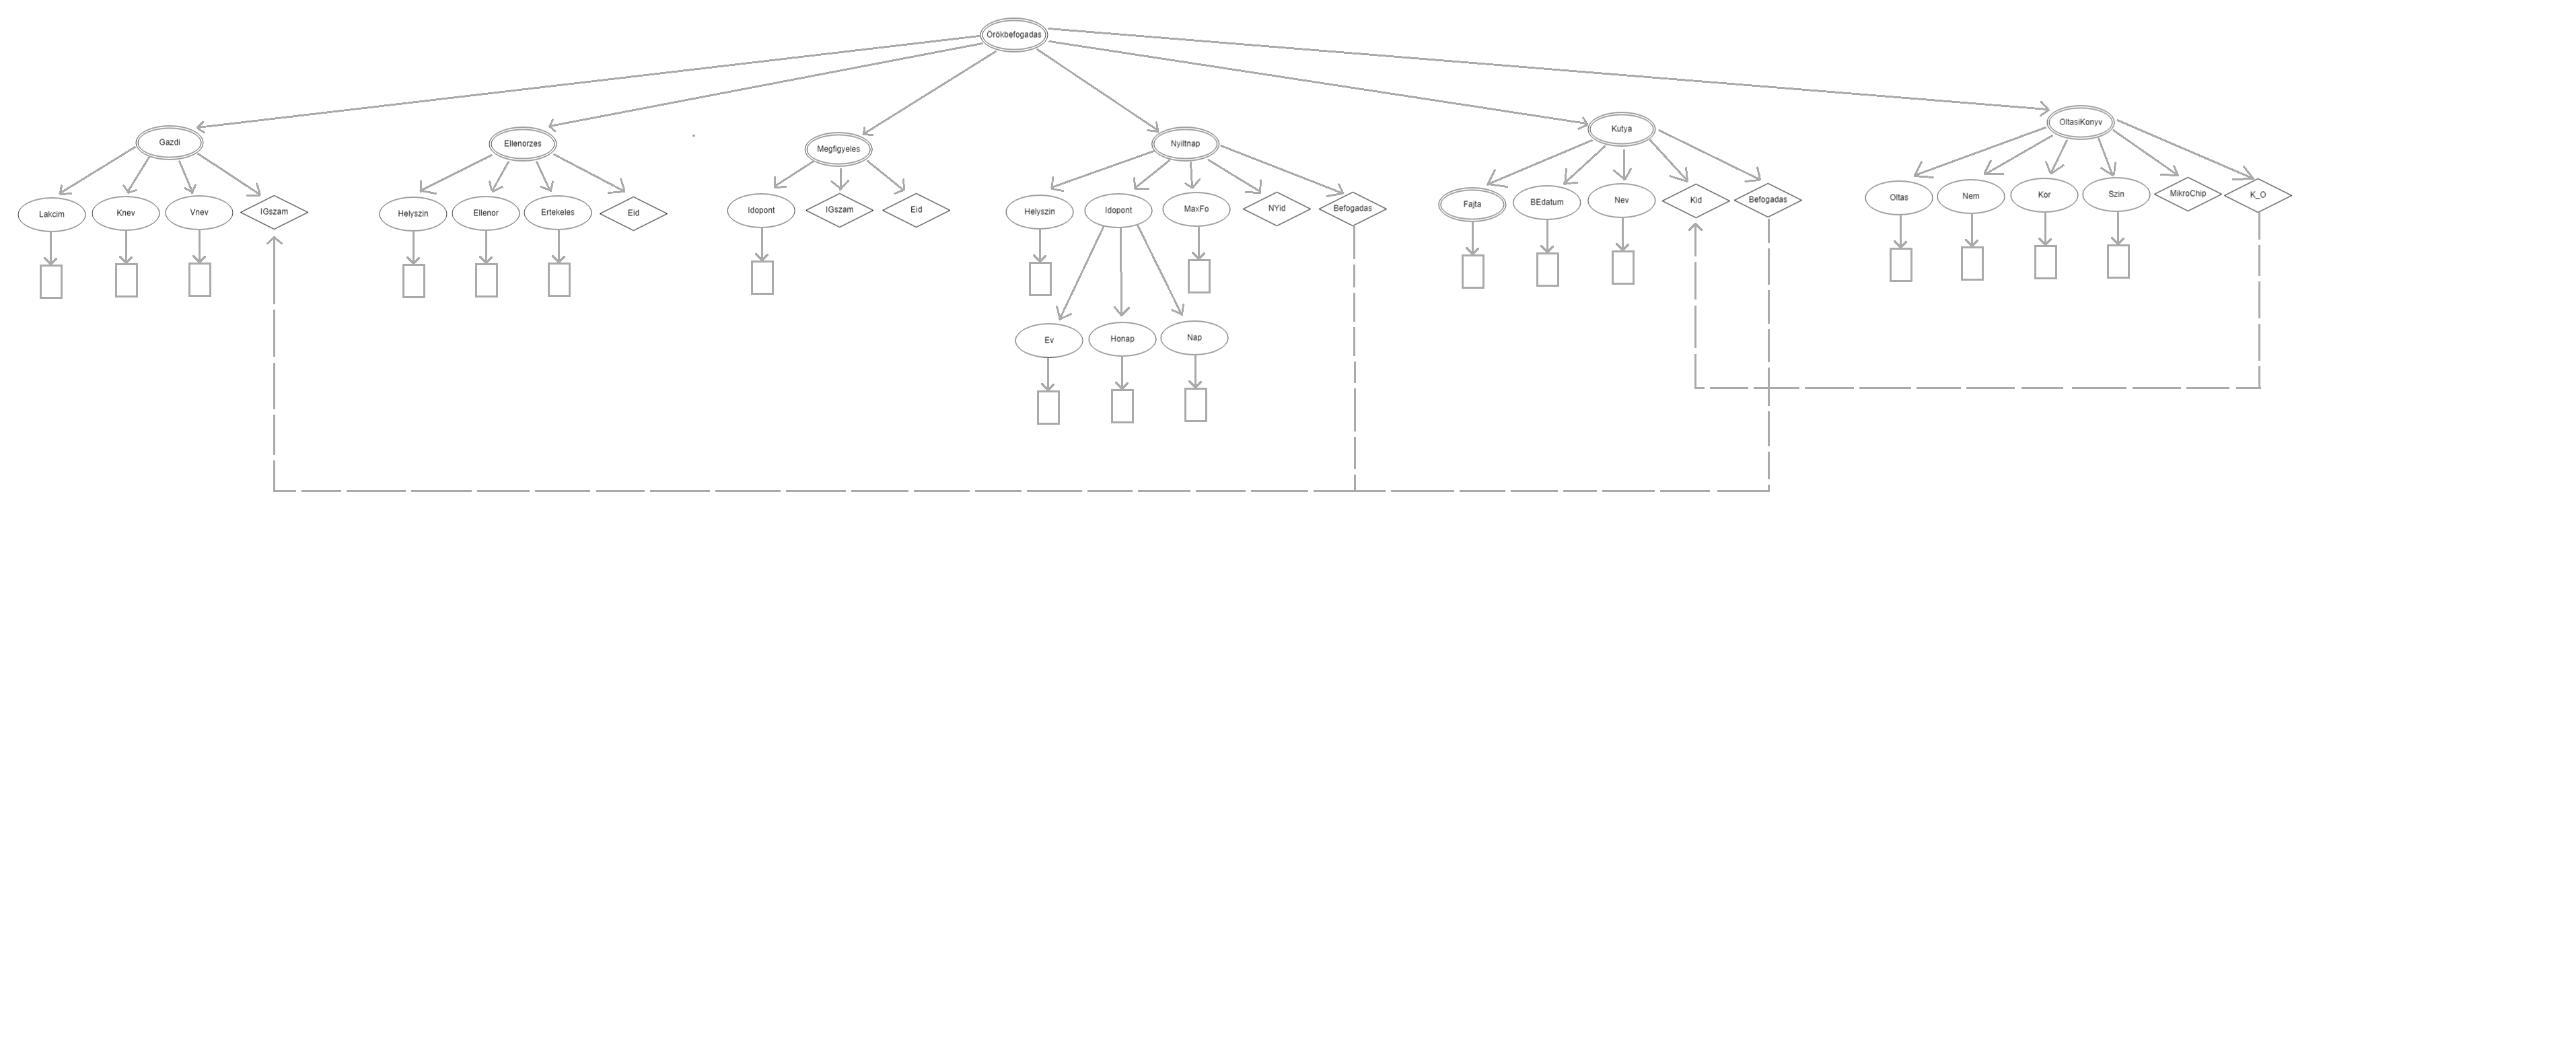 Örökbefogadas
Gazdi
Ellenorzes
Megfigyeles
Nyiltnap
Kutya
OltasiKonyv
Lakcim
Knev
Vnev
IGszam
Helyszin
Ellenor
Ertekeles
Eid
Idopont
IGszam
Eid
Helyszin
Idopont
MaxFo
NYid
Befogadas
Fajta
BEdatum
Nev
Kid
Befogadas
Oltas
Nem
Kor
Szin
MikroChip
K_O
Ev
Honap
Nap